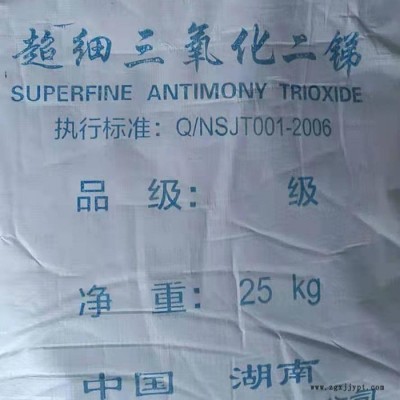 超细三氧化二锑
SUPERFINE ANTIMONY TRIOXIDE
执行标准：Q/NSJT001-2006
品 级： 级
净 重：25 kg
中国 湖南